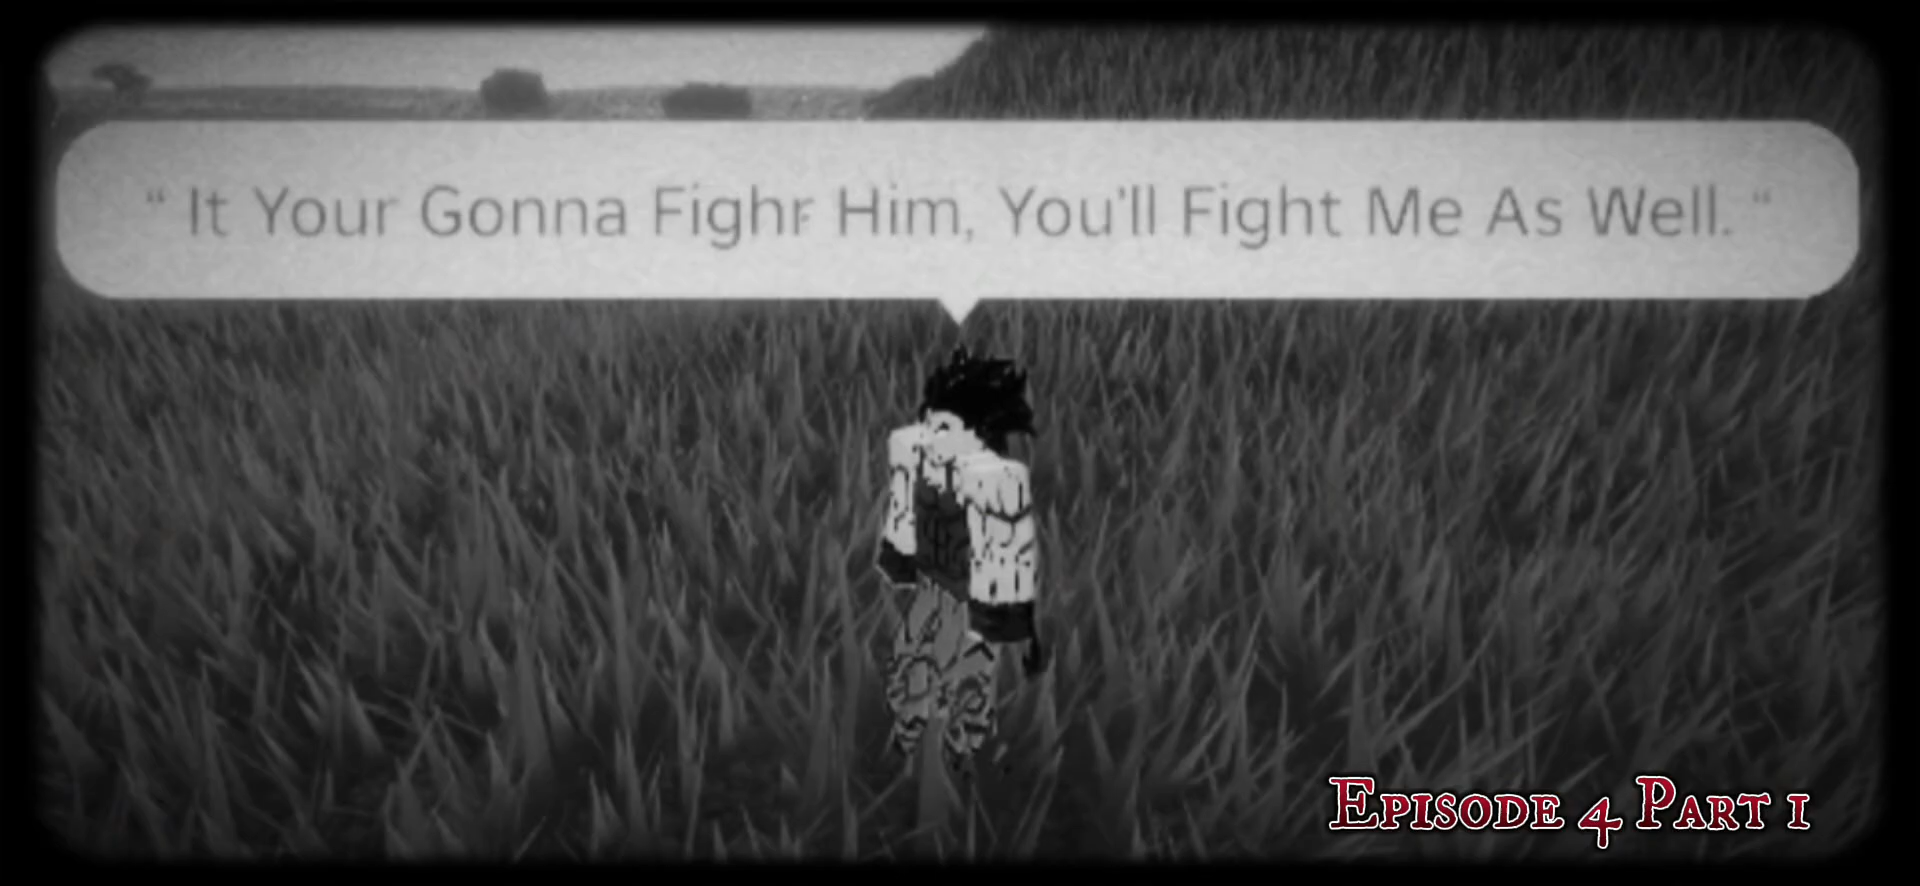 “ It Your Gonna Fighr Him, You'll Fight Me As Well. “
Episode 4 Part 1